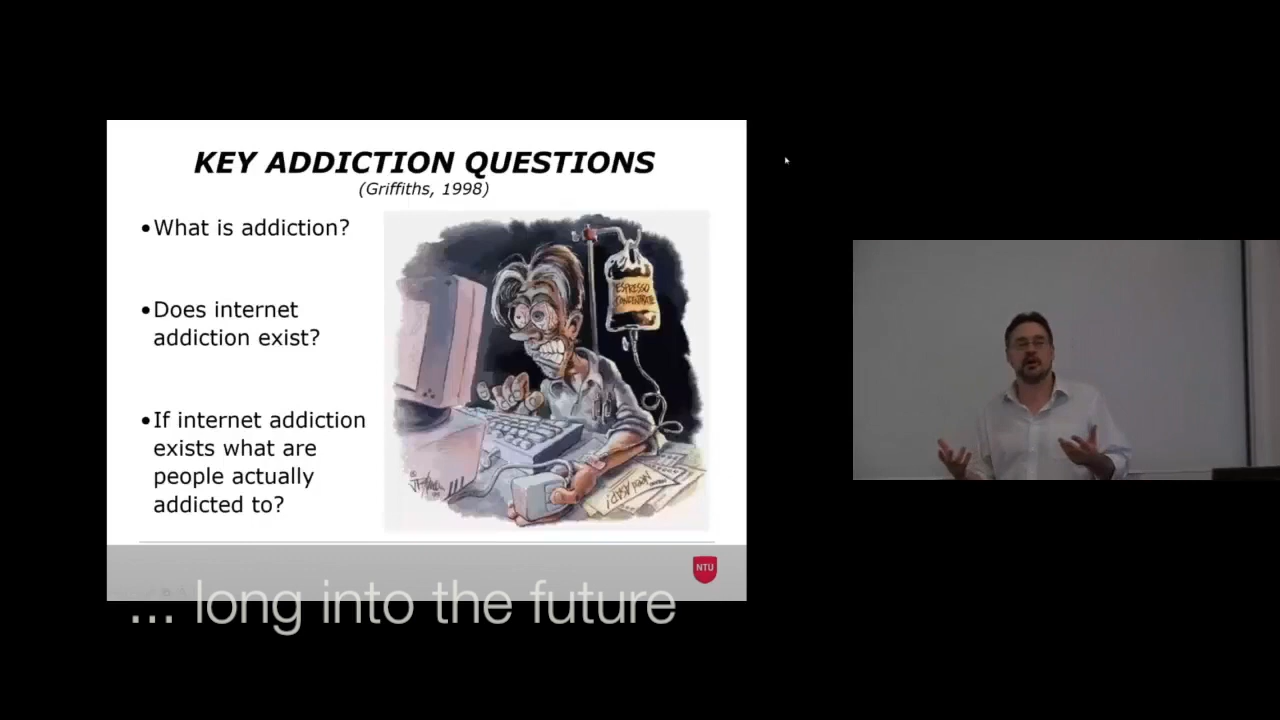 KEY ADDICTION QUESTIONS
(Griffiths, 1998)
•What is addiction?
•Does internet
addiction exist?
•If internet addiction
exists what are
people actually
addicted to?
ESPRESSO
CONCENTRATE
NTU
... long into the future